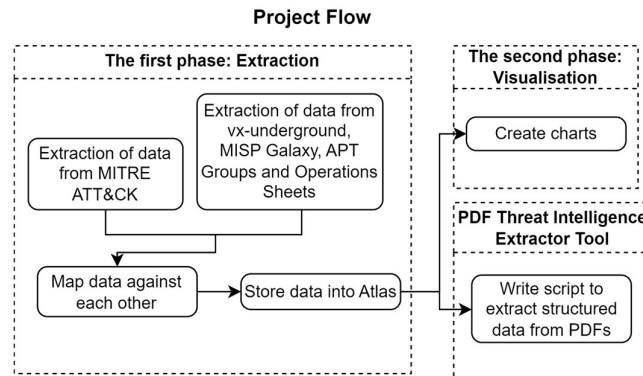 Project Flow
The first phase: Extraction
Extraction of data
from MITRE
ATT&CK
Extraction of data from
vx-underground,
MISP Galaxy, APT
Groups and Operations
Sheets
Map data against
each other
Store data into Atlas
The second phase:
Visualisation
Create charts
PDF Threat Intelligence
Extractor Tool
Write script to
extract structured
data from PDFs